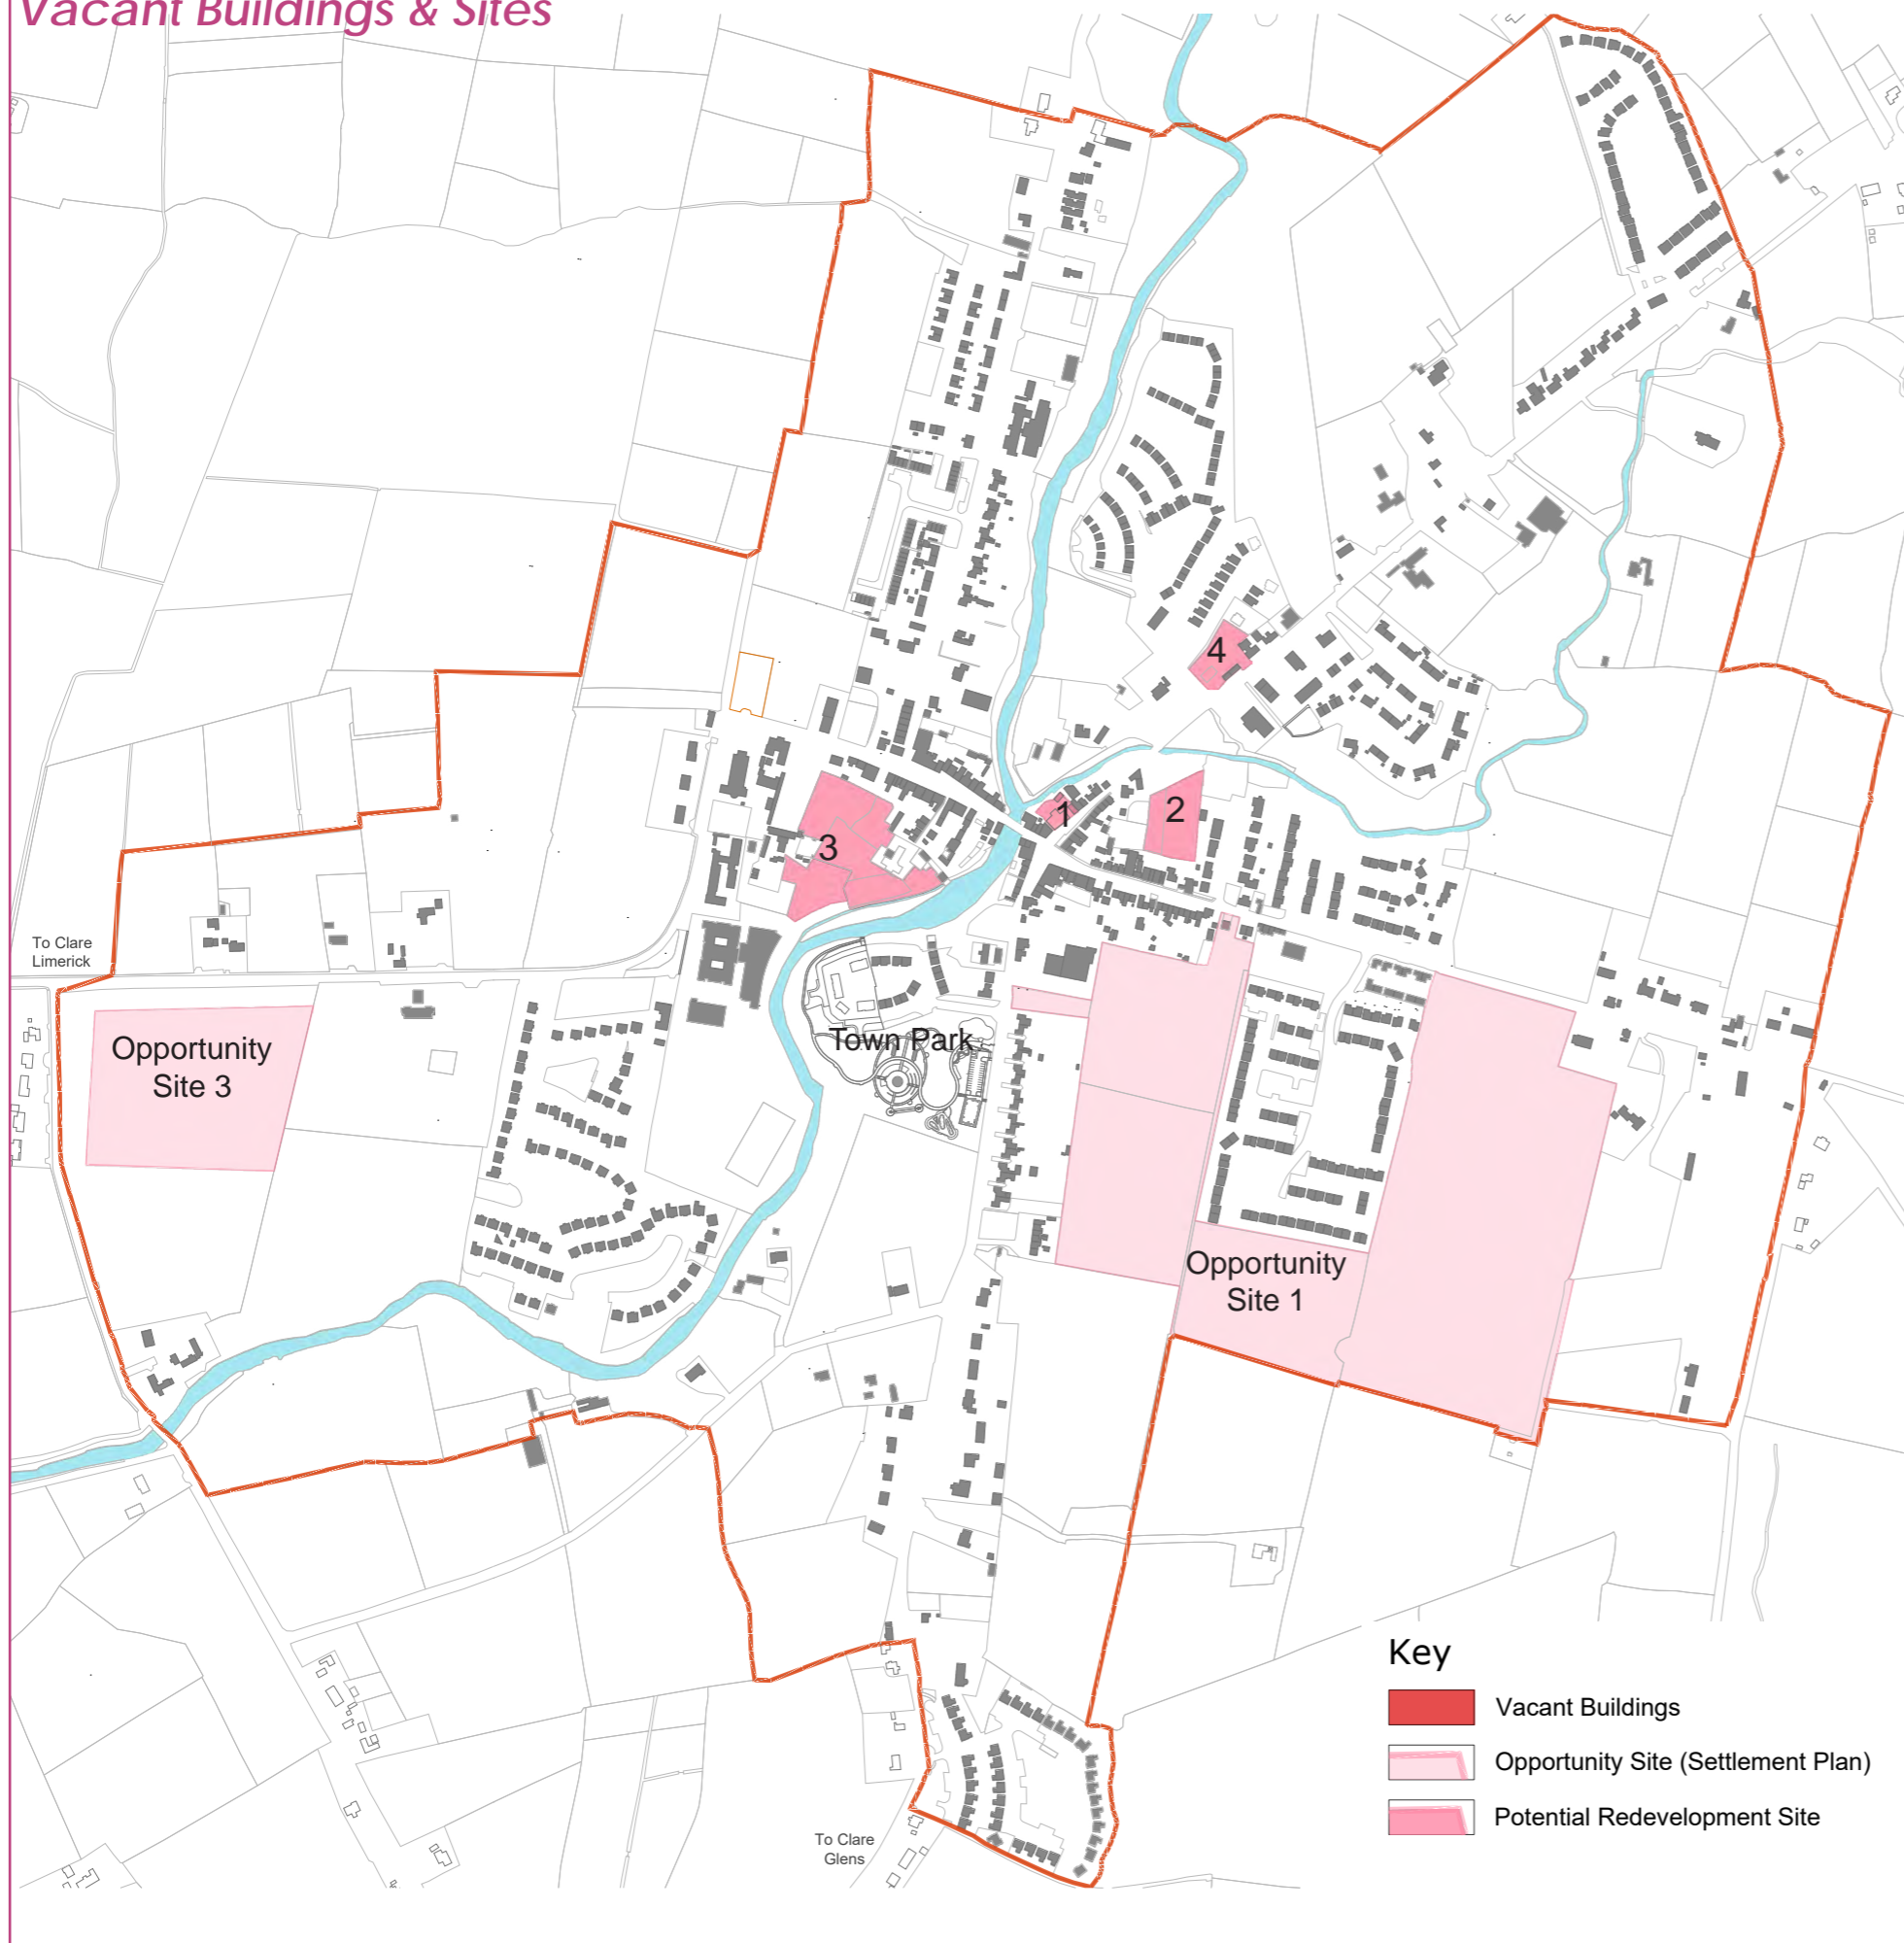 Vacant Buildings & Sites
4
1
2
3
To Clare
Limerick
Opportunity
Site 3
Town Park
Opportunity
Site 1
Key
Vacant Buildings
Opportunity Site (Settlement Plan)
Potential Redevelopment Site
To Clare
Glens